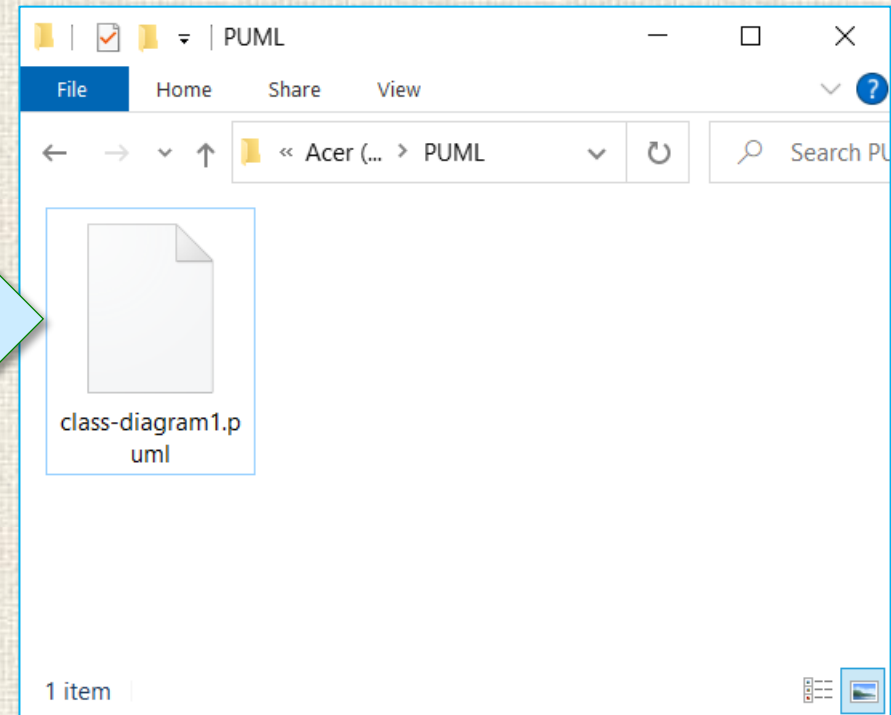 PUML
File Home Share View
?
« Acer (... > PUML
Search PU
class-diagram1.p
uml
1 item